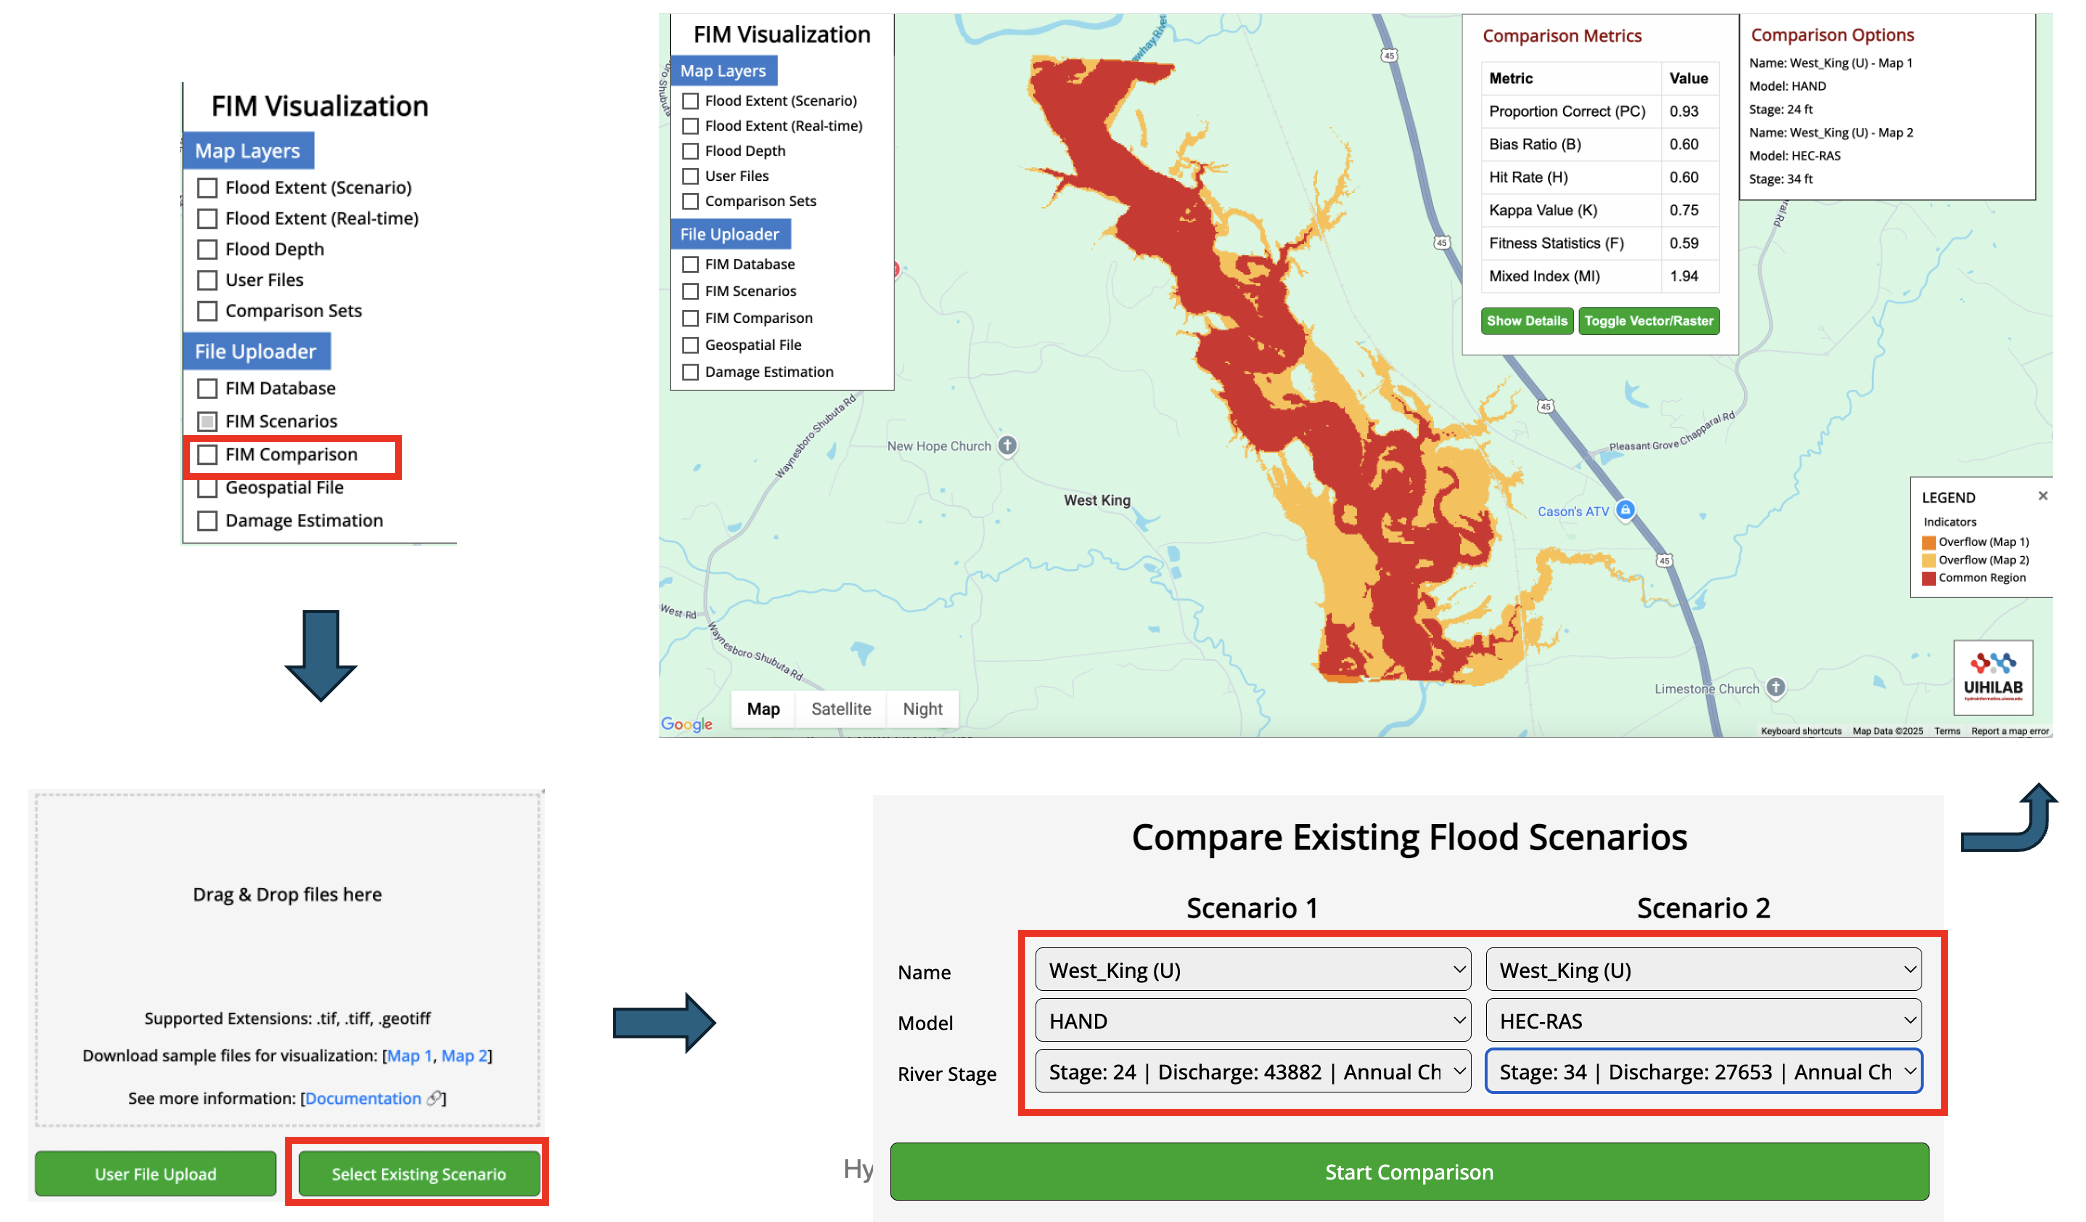 FIM Visualization
Map Layers
Flood Extent (Scenario)
Flood Extent (Real-time)
Flood Depth
User Files
Comparison Sets
File Uploader
FIM Database
FIM Scenarios
FIM Comparison
Geospatial File
Damage Estimation
FIM Visualization
Map Layers
Flood Extent (Scenario)
Flood Extent (Real-time)
Flood Depth
User Files
Comparison Sets
File Uploader
FIM Database
FIM Scenarios
FIM Comparison
Geospatial File
Damage Estimation
Comparison Metrics
Metric Value
Proportion Correct (PC) 0.93
Bias Ratio (B) 0.60
Hit Rate (H) 0.60
Kappa Value (K) 0.75
Fitness Statistics (F) 0.59
Mixed Index (MI) 1.94
Show Details Toggle Vector/Raster
Comparison Options
Name: West_King (U) - Map 1
Model: HAND
Stage: 24 ft
Name: West_King (U) - Map 2
Model: HEC-RAS
Stage: 34 ft
45
45
45
45
Waynesboro Shubuta Rd
New Hope Church
West King
Pleasant Grove Chapparal Rd
Cason's ATV
West Rd
Waynesboro Shubuta Rd
Limestone Church
LEGEND ×
Indicators
Overflow (Map 1)
Overflow (Map 2)
Common Region
UIHILAB
Map Satellite Night
Google
Keyboard shortcuts Map Data ©2025 Terms Report a map error
Drag & Drop files here
Supported Extensions: .tif, .tiff, .geotiff
Download sample files for visualization: [Map 1, Map 2]
See more information: [Documentation 🔗]
User File Upload Select Existing Scenario
Compare Existing Flood Scenarios
Scenario 1 Scenario 2
Name West_King (U) West_King (U)
Model HAND HEC-RAS
River Stage Stage: 24 | Discharge: 43882 | Annual Ch Stage: 34 | Discharge: 27653 | Annual Ch
Hy
Start Comparison